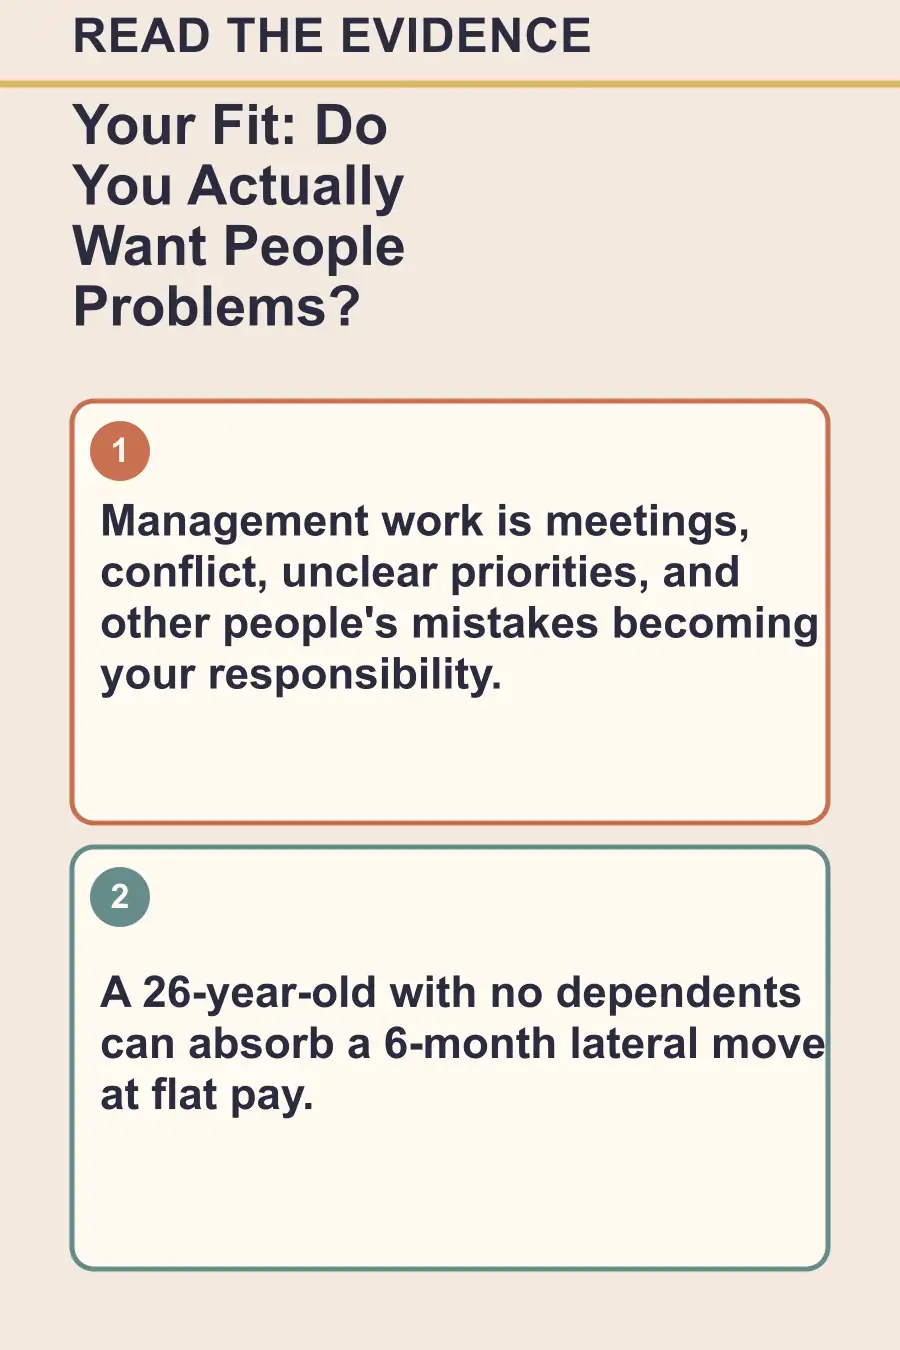 READ THE EVIDENCE
Your Fit: Do
You Actually
Want People
Problems?
1
Management work is meetings,
conflict, unclear priorities, and
other people's mistakes becoming
your responsibility.
2
A 26-year-old with no dependents
can absorb a 6-month lateral move
at flat pay.